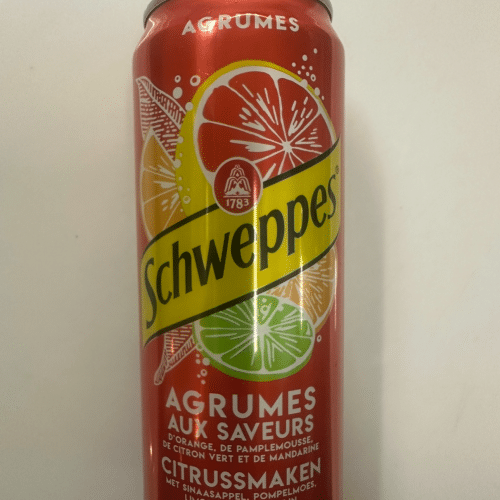 AGRUMES
1783
Schweppes
AGRUMES
AUX SAVEURS
D'ORANGE, DE PAMPLEMOUSSE,
DE CITRON VERT ET DE MANDARINE
CITRUSSMAKEN
MET SINAASAPPEL, POMPELMOES,